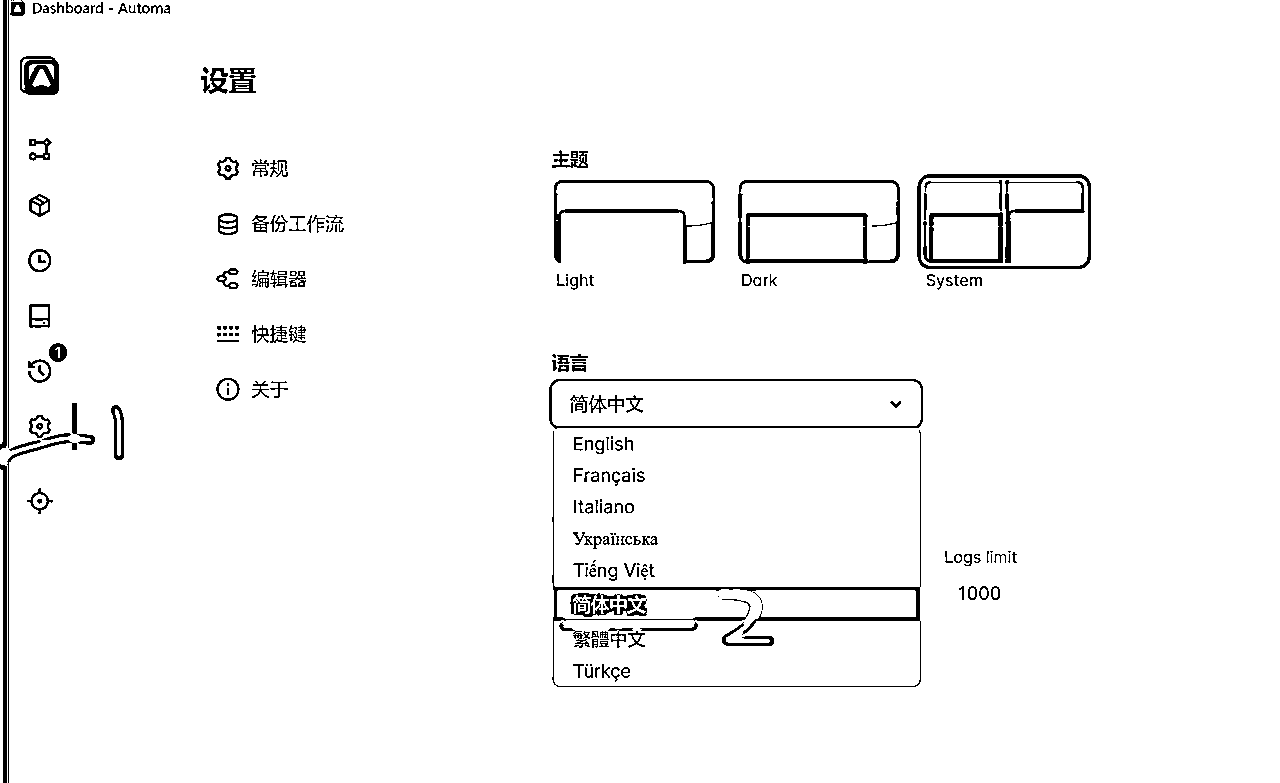 Dashboard - Automa
设置
常规
备份工作流
编辑器
快捷键
关于
1
1
主题
Light
Dark
System
语言
简体中文
English
Français
Italiano
Українська
Tiếng Việt
简体中文
2
繁體中文
Türkçe
Logs limit
1000